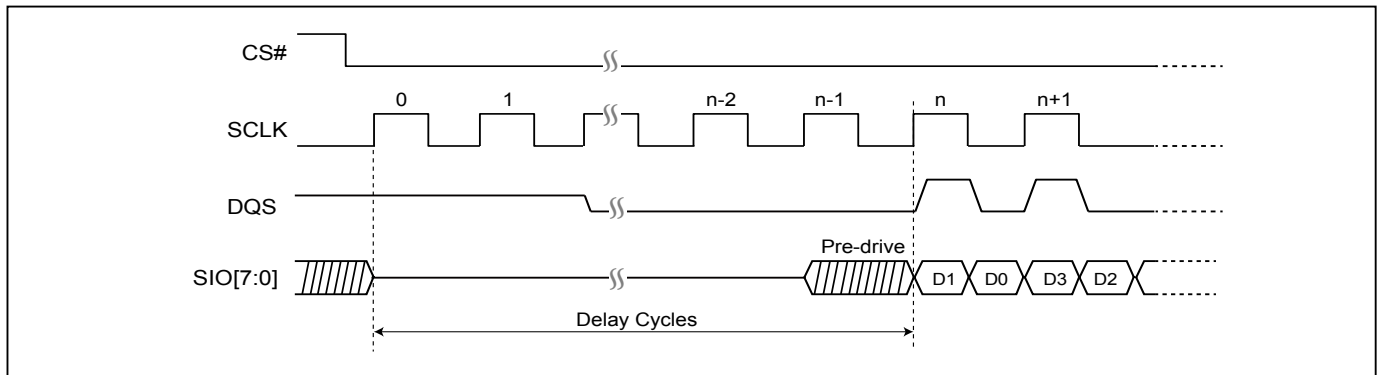 CS#
0 1 n-2 n-1 n n+1
SCLK
DQS
Pre-drive
SIO[7:0] D1 D0 D3 D2
Delay Cycles